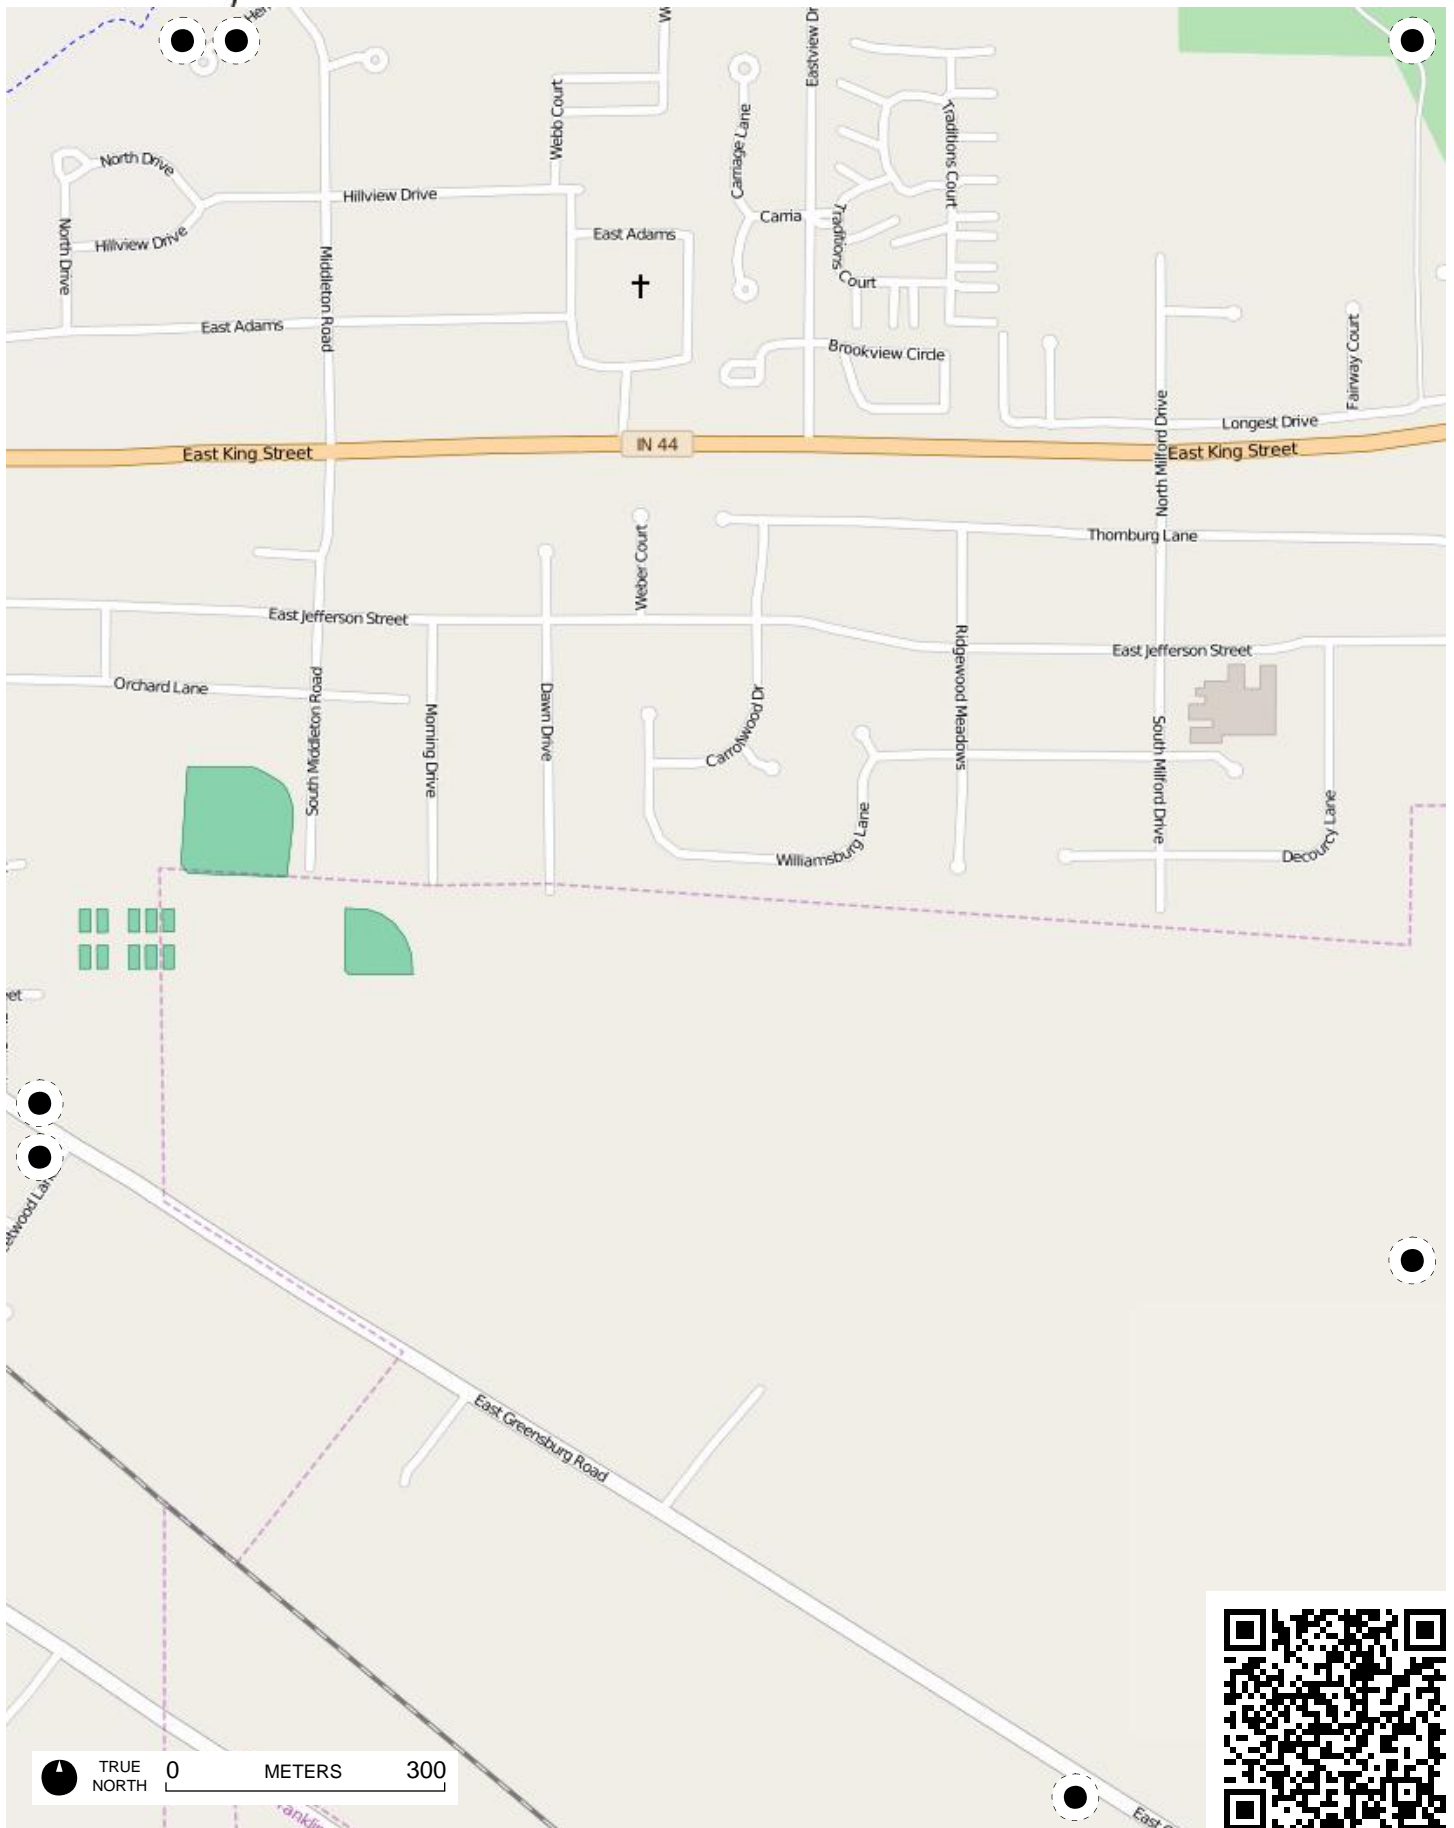 Eastview Dr
Webb Court
Carriage Lane
Traditions Court
North Drive
Hillview Drive
Hillview Drive
North Drive
Carria
East Adams
Traditions
Court
Middleton Road
East Adams
Brookview Circle
Fairway Court
North Milford Drive
Longest Drive
IN 44
East King Street
East King Street
Thornburg Lane
Weber Court
East Jefferson Street
East Jefferson Street
Ridgewood Meadows
Orchard Lane
South Middleton Road
Morning Drive
Dawn Drive
Carrollwood Dr
South Milford Drive
Decourcy Lane
Williamsburg Lane
East Greensburg Road
TRUE
NORTH
0 METERS 300